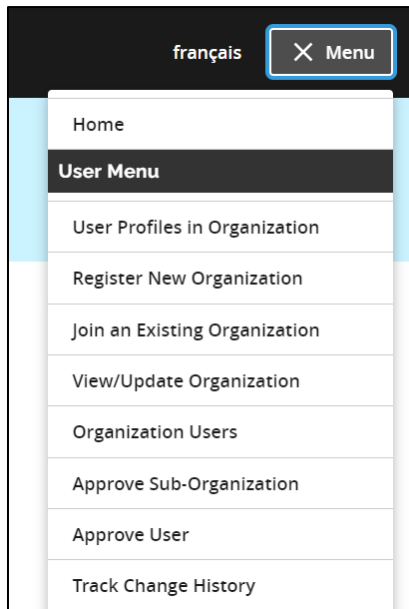 français Menu
Home
User Menu
User Profiles in Organization
Register New Organization
Join an Existing Organization
View/Update Organization
Organization Users
Approve Sub-Organization
Approve User
Track Change History